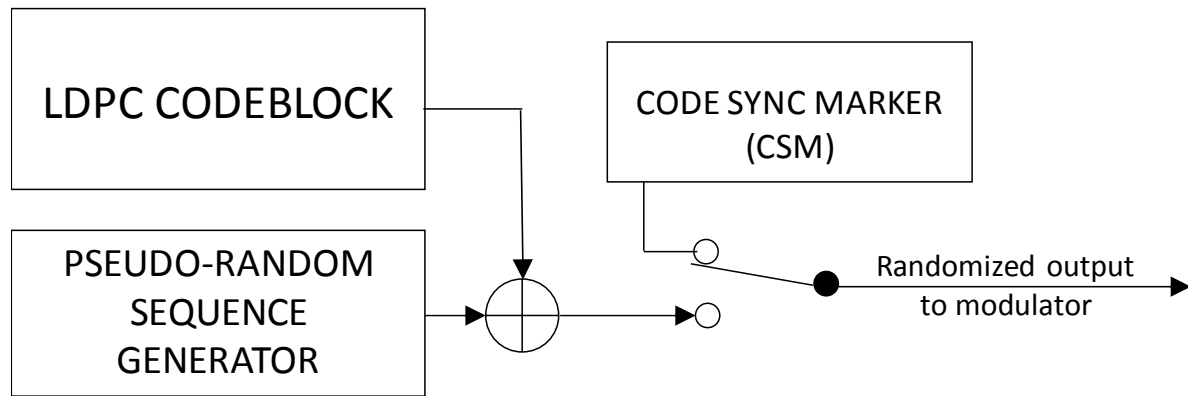 LDPC CODEBLOCK
CODE SYNC MARKER
(CSM)
PSEUDO-RANDOM
SEQUENCE
GENERATOR
Randomized output
to modulator